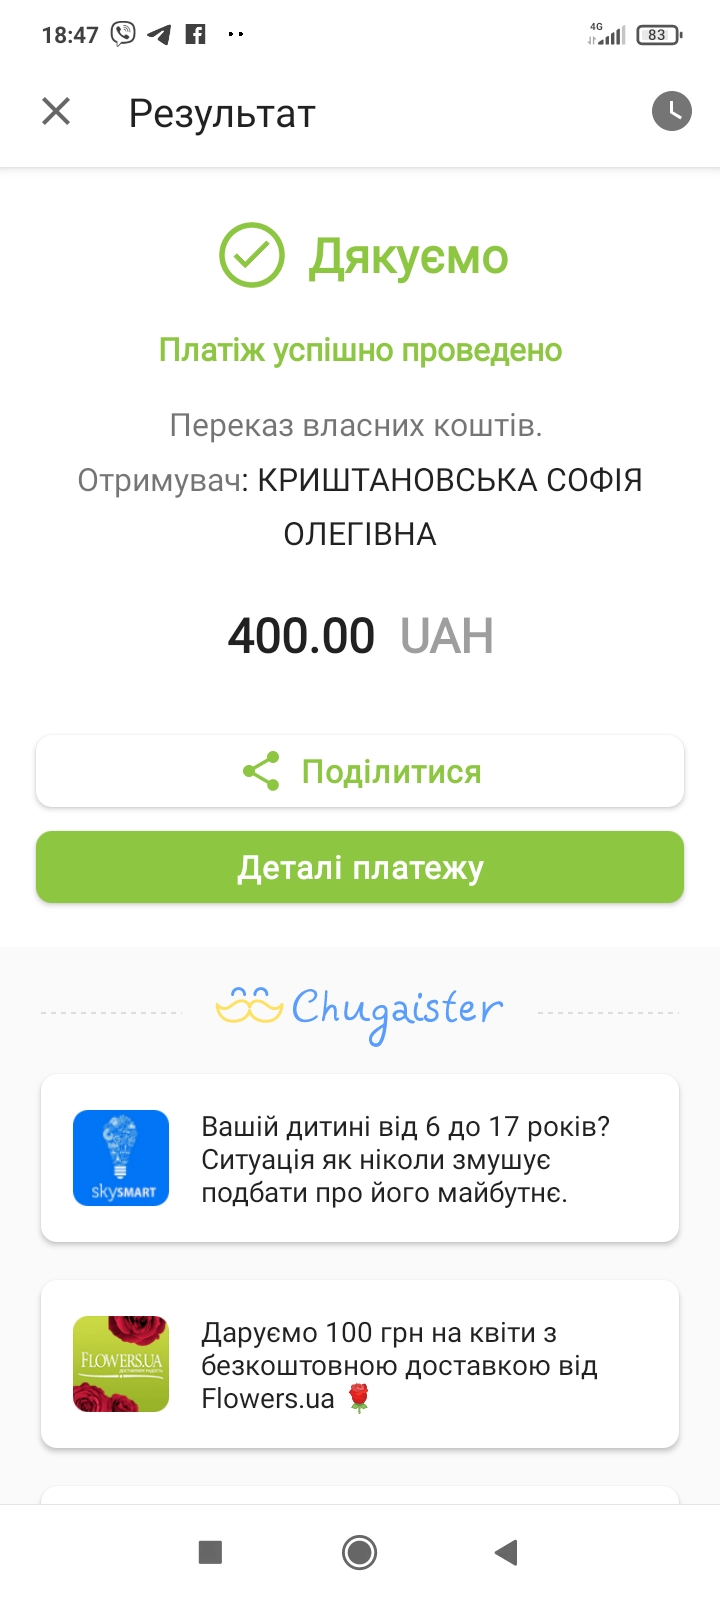 18:47
4G
83
Результат
Дякуємо
Платіж успішно проведено
Переказ власних коштів.
Отримувач: КРИШТАНОВСЬКА СОФІЯ
ОЛЕГІВНА
400.00 UAH
Поділитися
Деталі платежу
Chugaister
Вашій дитині від 6 до 17 років?
Ситуація як ніколи змушує
подбати про його майбутнє.
skysmart
Даруємо 100 грн на квіти з
безкоштовною доставкою від
Flowers.ua
FLOWERS.UA